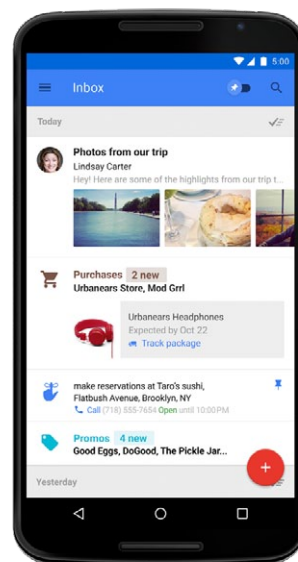 5:00
Inbox
Today
Photos from our trip
Lindsay Carter
Hey! Here are some of the highlights from our trip t...
Purchases 2 new
Urbanears Store, Mod Grrl
Urbanears Headphones
Expected by Oct 22
Track package
make reservations at Taro's sushi,
Flatbush Avenue, Brooklyn, NY
Call (718) 555-7654 Open until 10:00PM
Promos 4 new
Good Eggs, DoGood, The Pickle Jar...
Yesterday